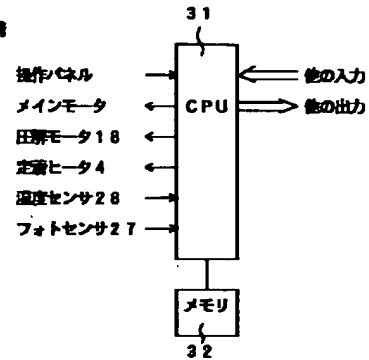 31
操作パネル
メインモータ
圧解モータ18
定着ヒータ4
温度センサ28
フォトセンサ27
CPU
他の入力
他の出力
メモリ
32